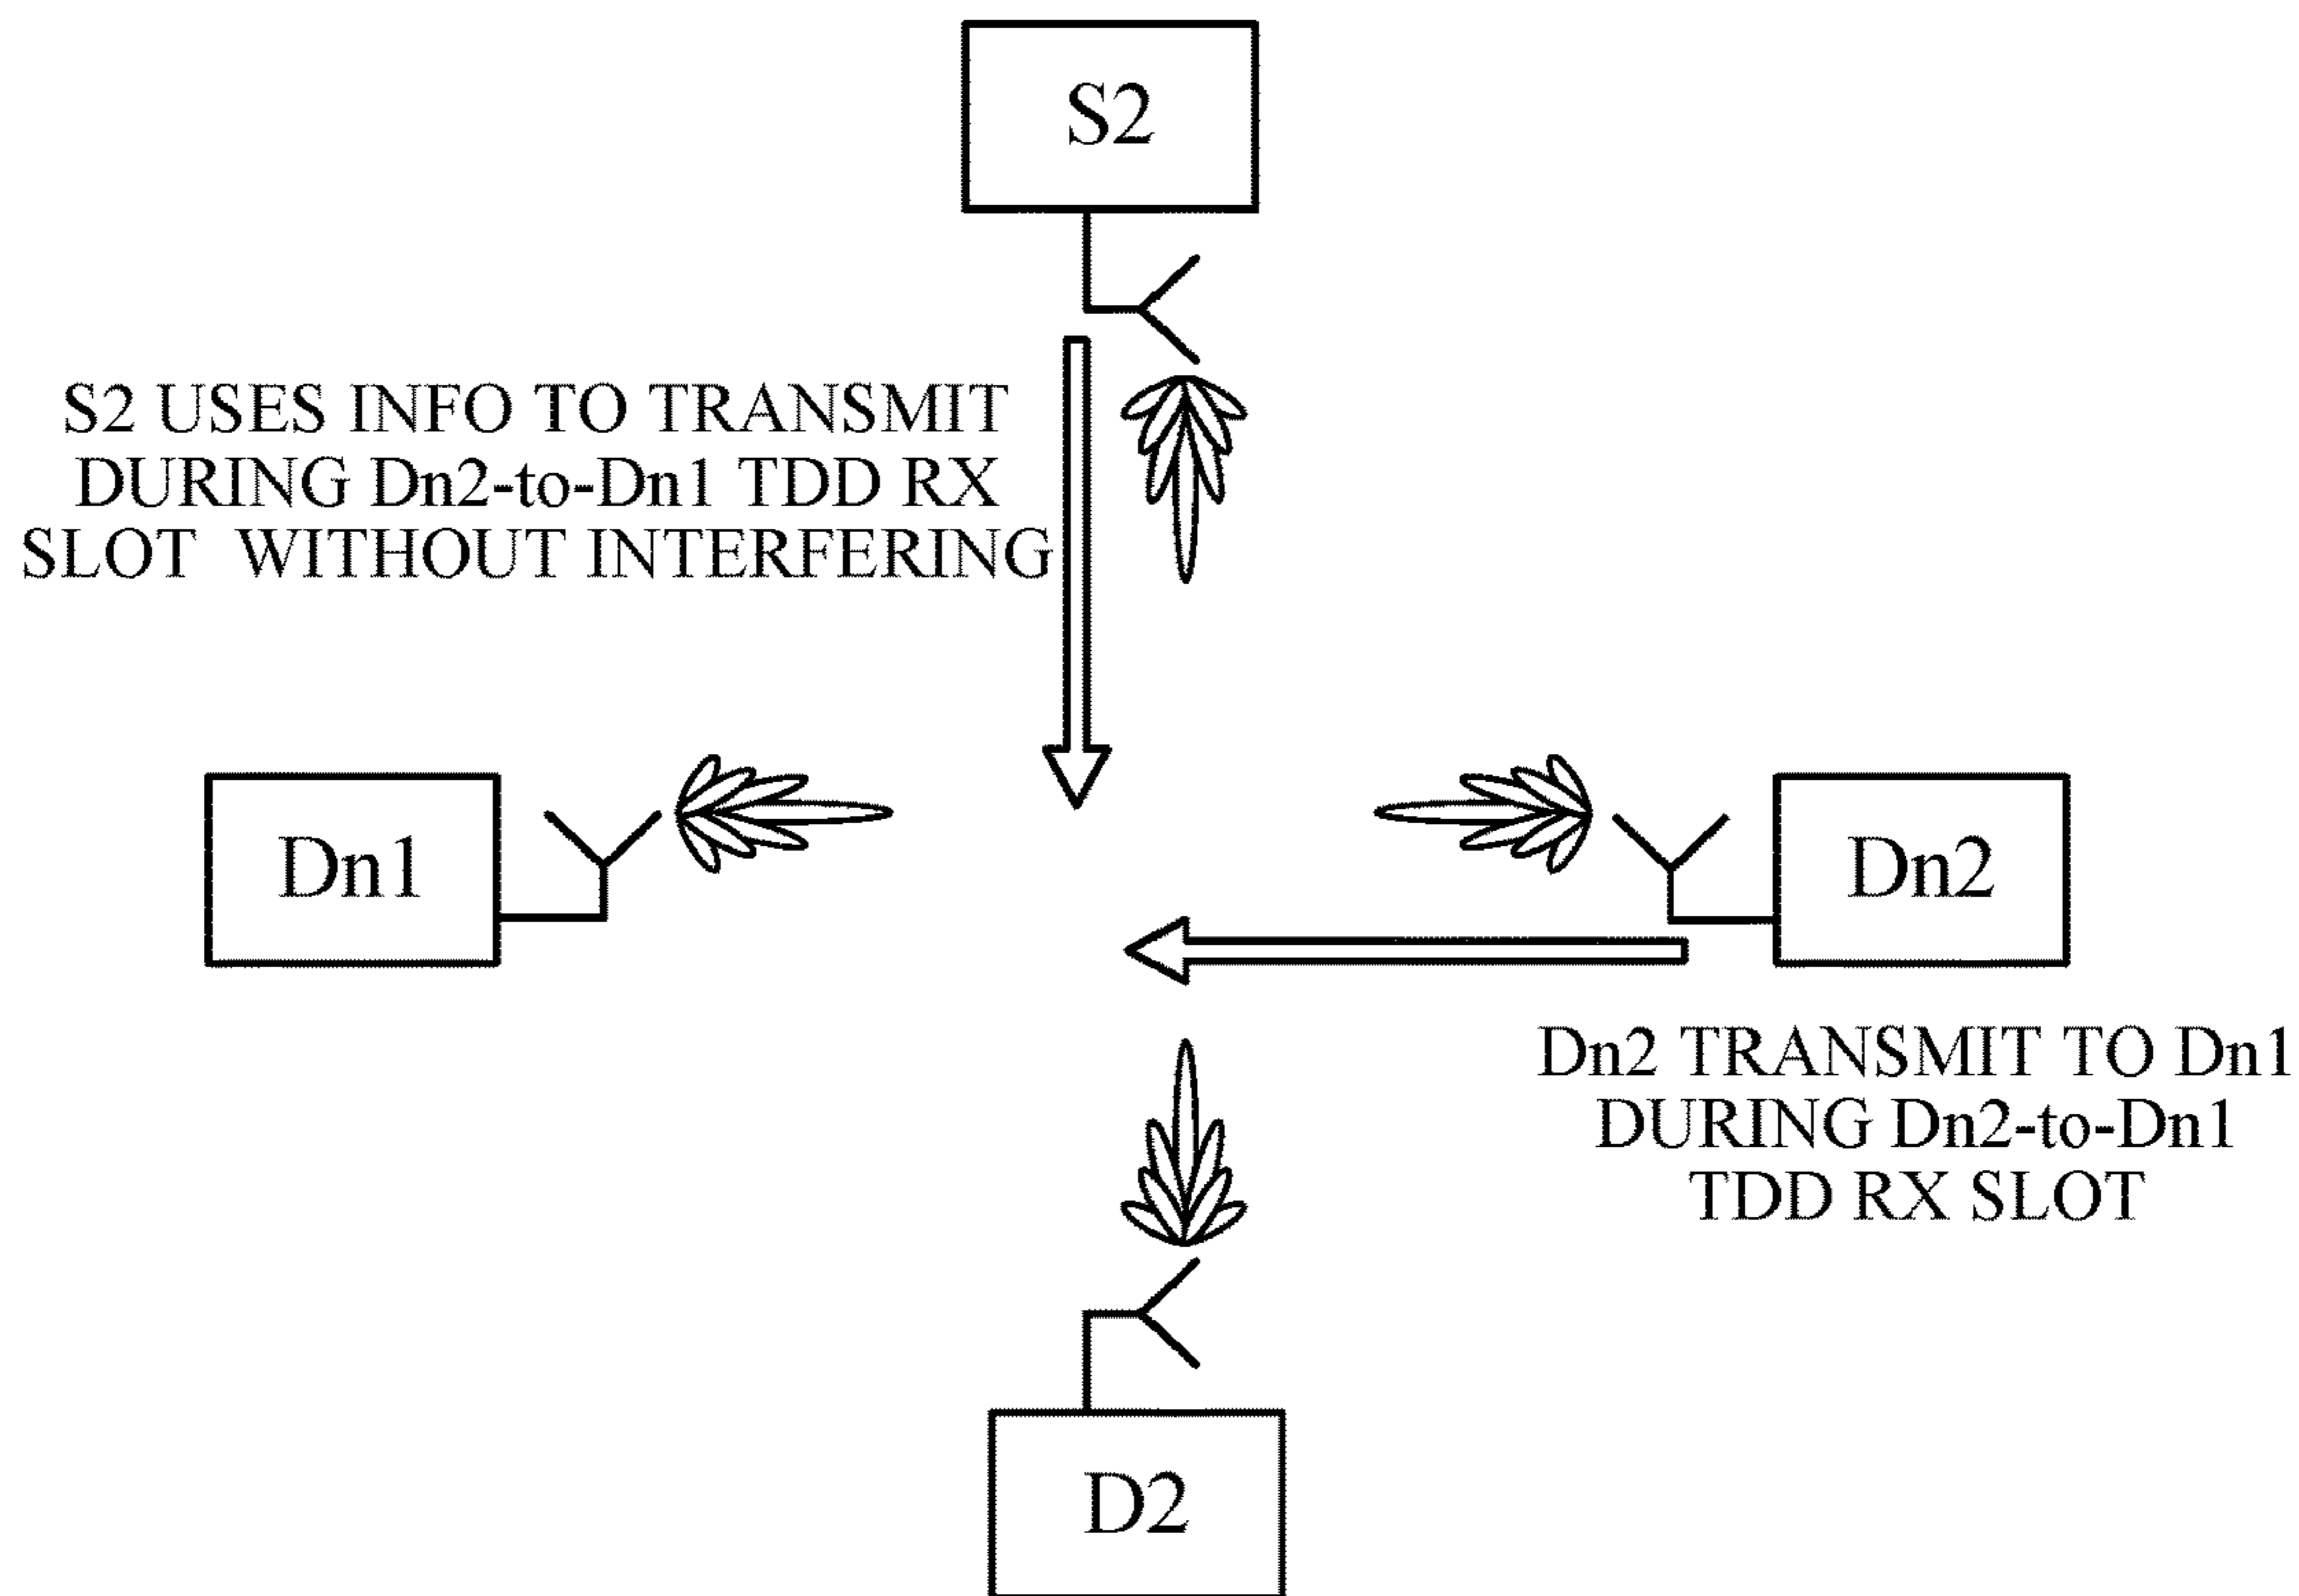 S2
S2 USES INFO TO TRANSMIT
DURING Dn2-to-Dn1 TDD RX
SLOT WITHOUT INTERFERING
Dn1
Dn2
Dn2 TRANSMIT TO Dn1
DURING Dn2-to-Dn1
TDD RX SLOT
D2